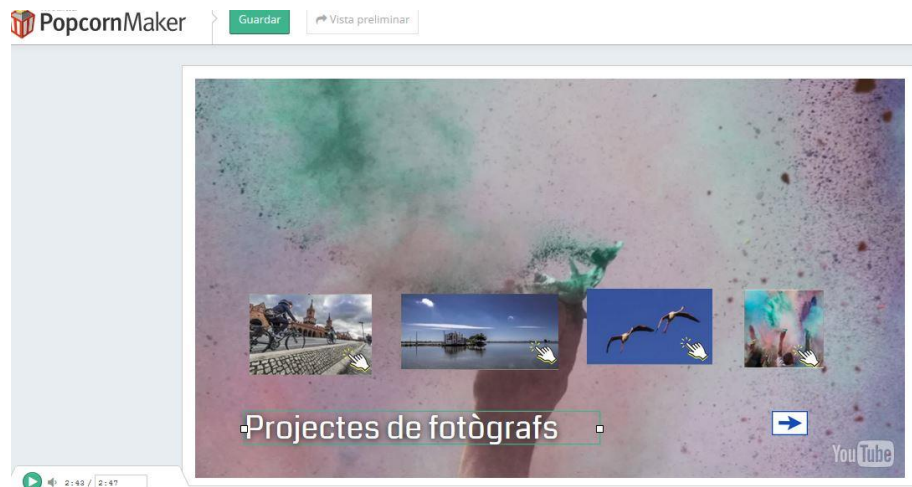 PopcornMaker
Guardar
Vista preliminar
Projectes de fotògrafs
YouTube
2:43 / 2:47